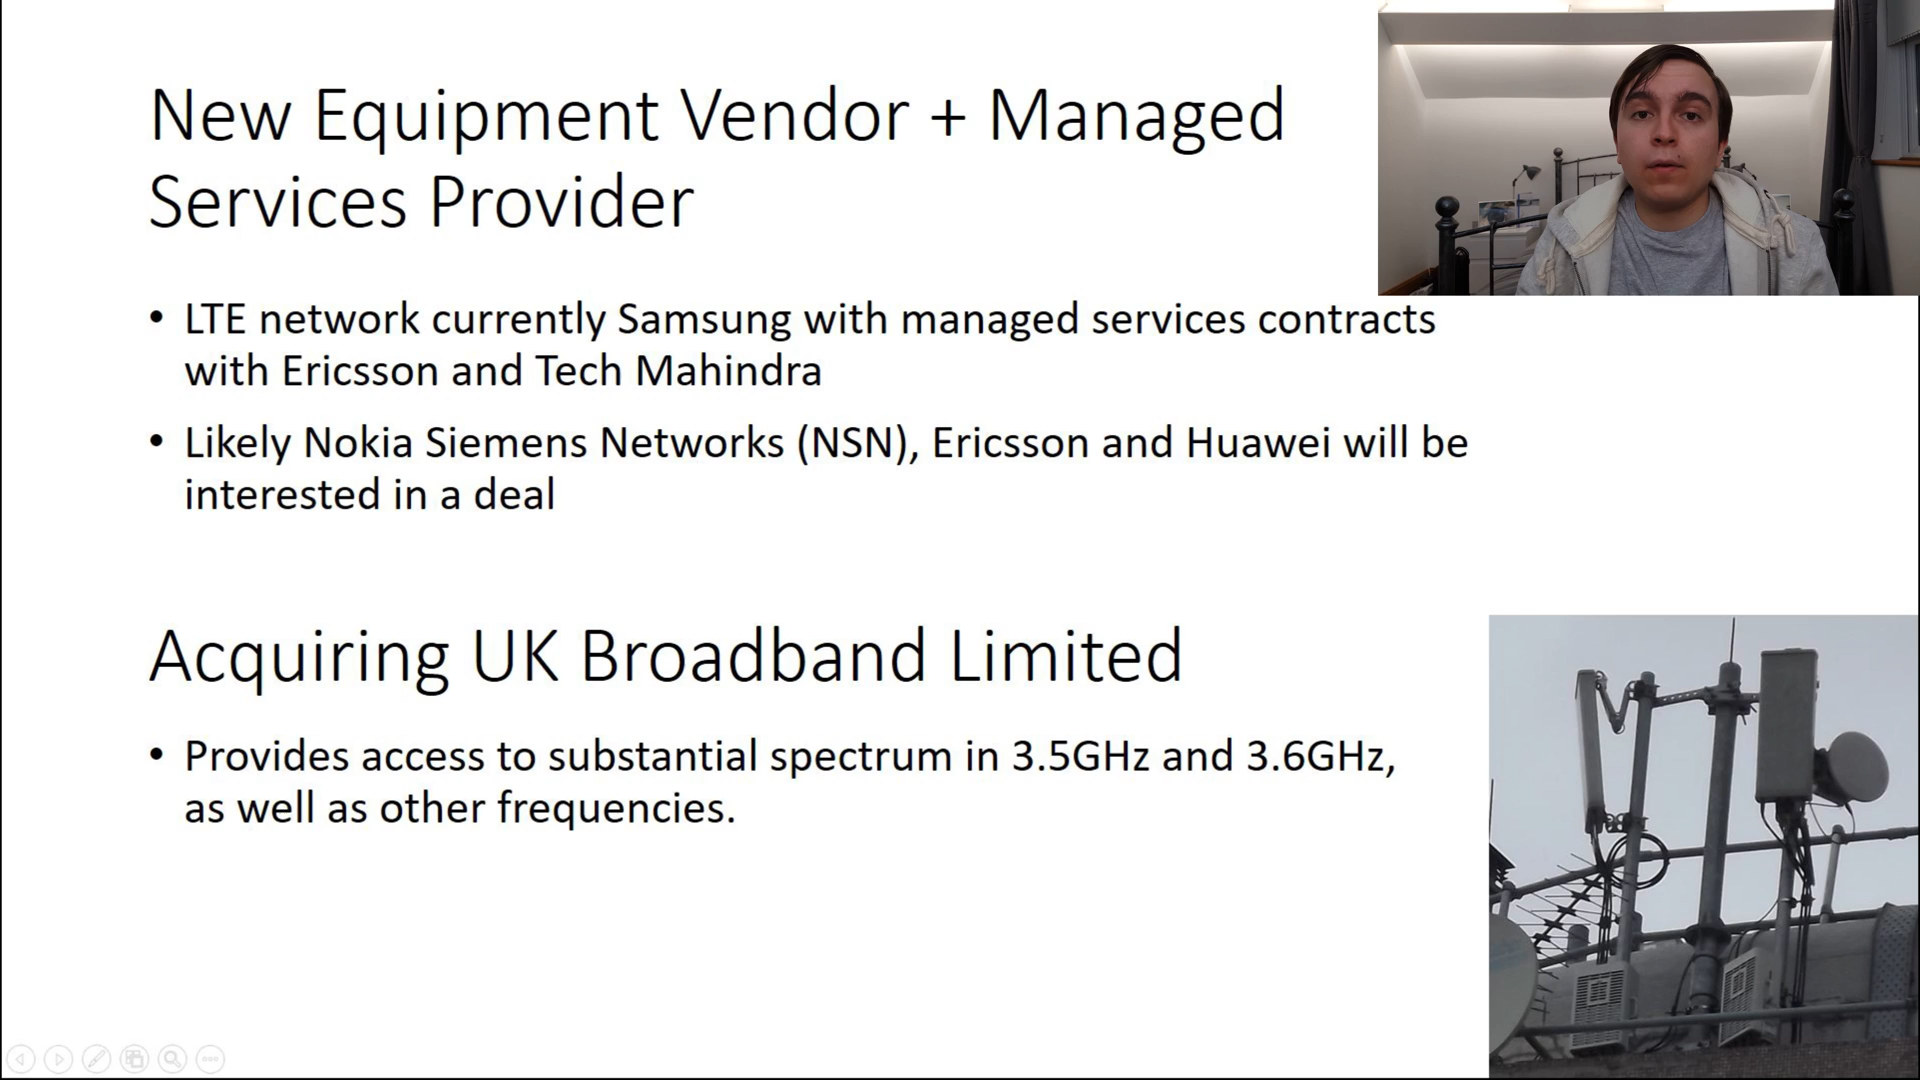 New Equipment Vendor + Managed
Services Provider
• LTE network currently Samsung with managed services contracts
with Ericsson and Tech Mahindra
• Likely Nokia Siemens Networks (NSN), Ericsson and Huawei will be
interested in a deal
Acquiring UK Broadband Limited
• Provides access to substantial spectrum in 3.5GHz and 3.6GHz,
as well as other frequencies.